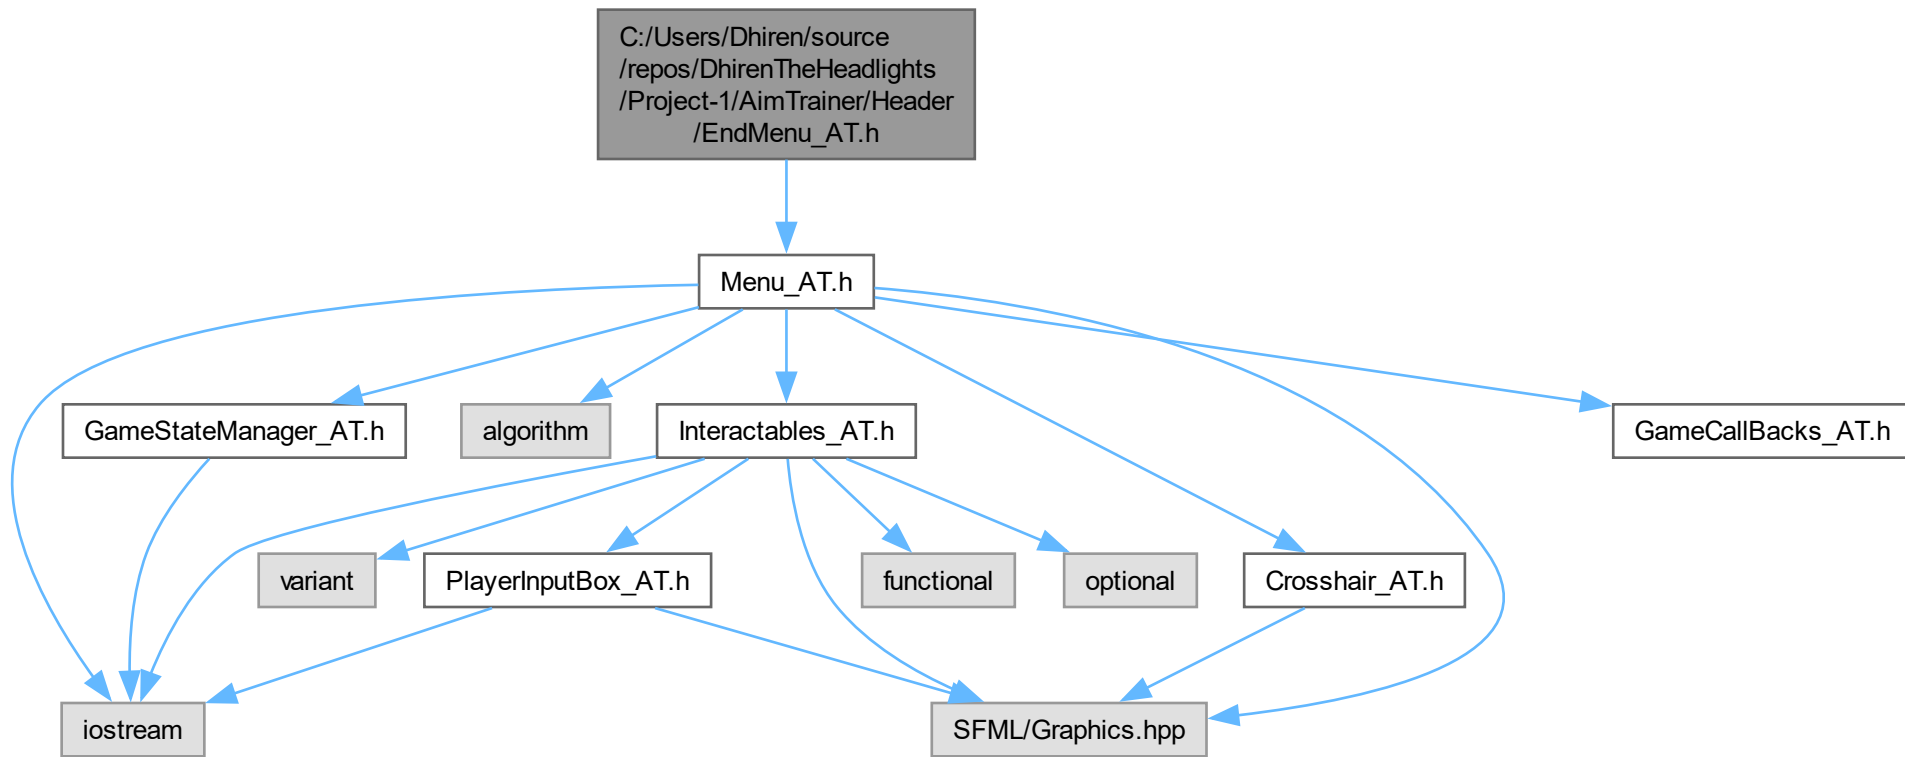 C:/Users/Dhiren/source
/repos/DhirenTheHeadlights
/Project-1/AimTrainer/Header
/EndMenu_AT.h
Menu_AT.h
GameStateManager_AT.h
algorithm
Interactables_AT.h
GameCallBacks_AT.h
variant
PlayerInputBox_AT.h
functional
optional
Crosshair_AT.h
iostream
SFML/Graphics.hpp